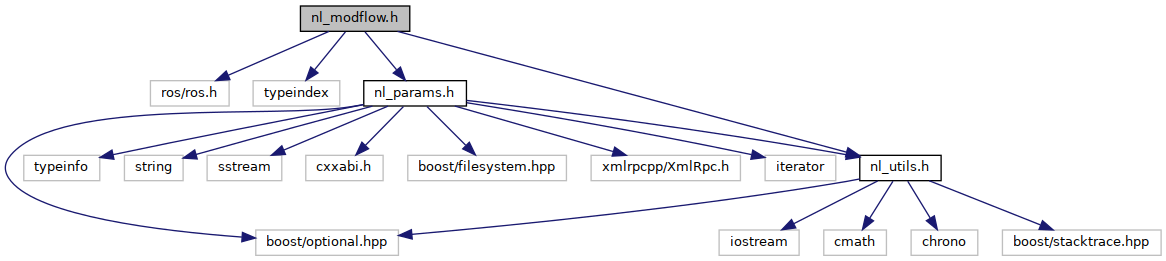 nl_modflow.h
ros/ros.h
typeindex
nl_params.h
typeinfo
string
sstream
cxxabi.h
boost/filesystem.hpp
xmlrpcpp/XmlRpc.h
iterator
nl_utils.h
boost/optional.hpp
iostream
cmath
chrono
boost/stacktrace.hpp